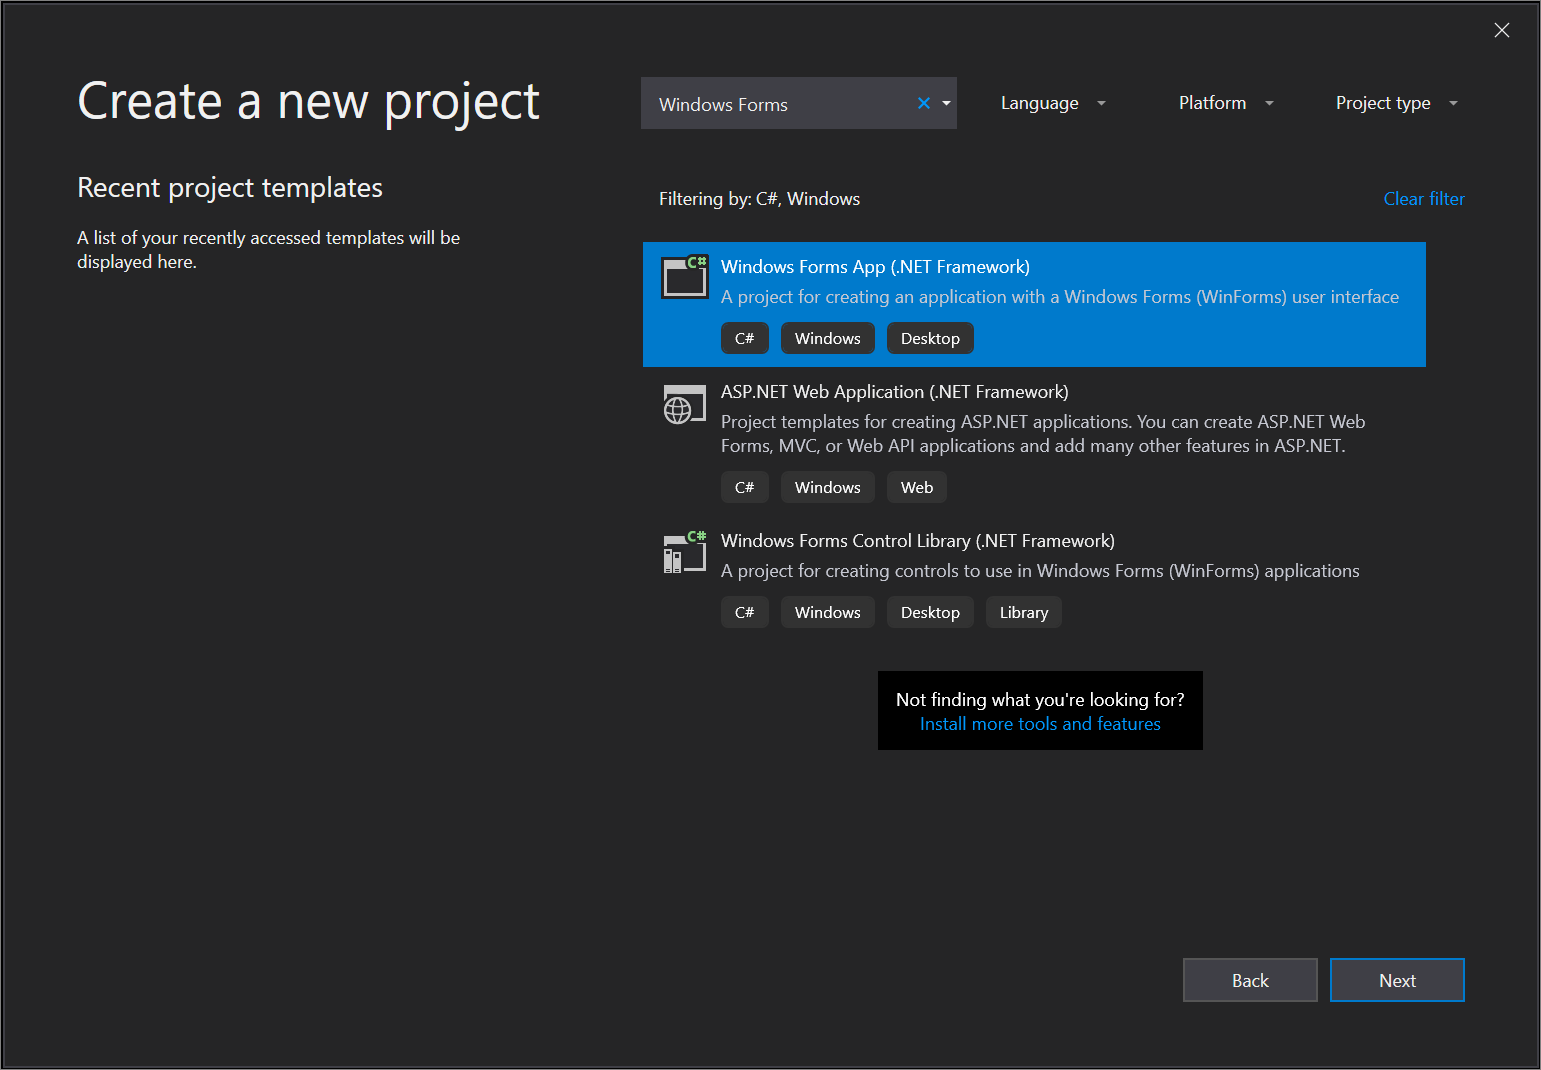 Create a new project
Windows Forms
Language
Platform
Project type
Recent project templates
A list of your recently accessed templates will be
displayed here.
Filtering by: C#, Windows
Clear filter
C#
Windows Forms App (.NET Framework)
A project for creating an application with a Windows Forms (WinForms) user interface
C# Windows Desktop
ASP.NET Web Application (.NET Framework)
Project templates for creating ASP.NET applications. You can create ASP.NET Web
Forms, MVC, or Web API applications and add many other features in ASP.NET.
C# Windows Web
C#
Windows Forms Control Library (.NET Framework)
A project for creating controls to use in Windows Forms (WinForms) applications
C# Windows Desktop Library
Not finding what you're looking for?
Install more tools and features
Back
Next